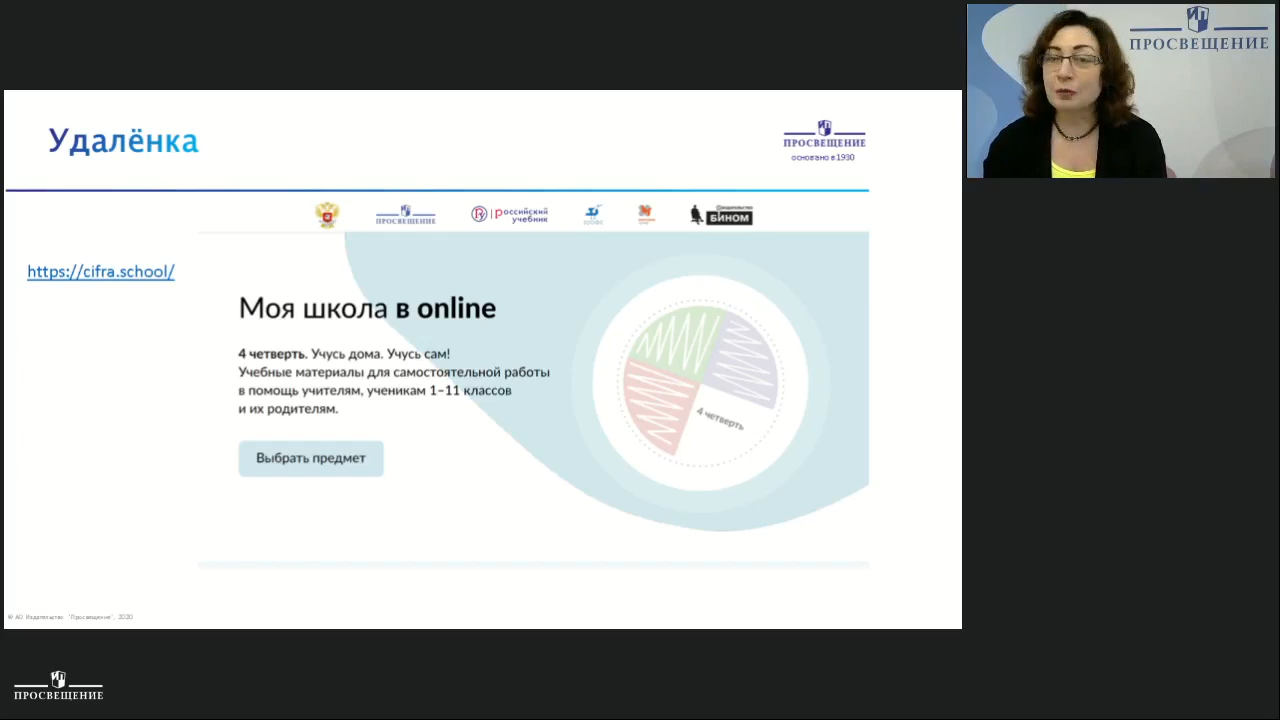 Удалёнка
ПРОСВЕЩЕНИЕ
основано в 1930
ПРОСВЕЩЕНИЕ
российский
учебник
БИНОМ
https://cifra.school/
Моя школа в online
4 четверть. Учусь дома. Учусь сам!
Учебные материалы для самостоятельной работы
в помощь учителям, ученикам 1–11 классов
и их родителям.
Выбрать предмет
4 четверть
© АО Издательство "Просвещение", 2020
ПРОСВЕЩЕНИЕ
ПРОСВЕЩЕНИЕ